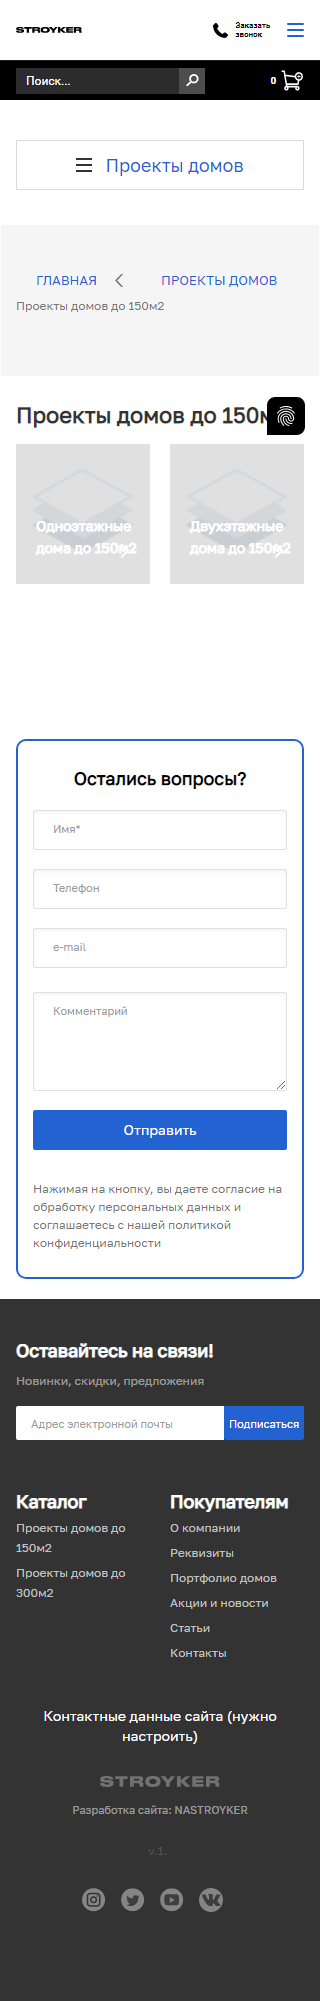 STROYKER
Заказать
звонок
Поиск...
0
Проекты домов
ГЛАВНАЯ
ПРОЕКТЫ ДОМОВ
Проекты домов до 150м2
Проекты домов до 150м
Одноэтажные
дома до 150м2
Двухэтажные
дома до 150м2
Остались вопросы?
Имя*
Телефон
e-mail
Комментарий
Отправить
Нажимая на кнопку, вы даете согласие на
обработку персональных данных и
соглашаетесь с нашей политикой
конфиденциальности
Оставайтесь на связи!
Новинки, скидки, предложения
Адрес электронной почты
Подписаться
Каталог
Проекты домов до
150м2
Проекты домов до
300м2
Покупателям
О компании
Реквизиты
Портфолио домов
Акции и новости
Статьи
Контакты
Контактные данные сайта (нужно
настроить)
STROYKER
Разработка сайта: NASTROYKER
v.1.